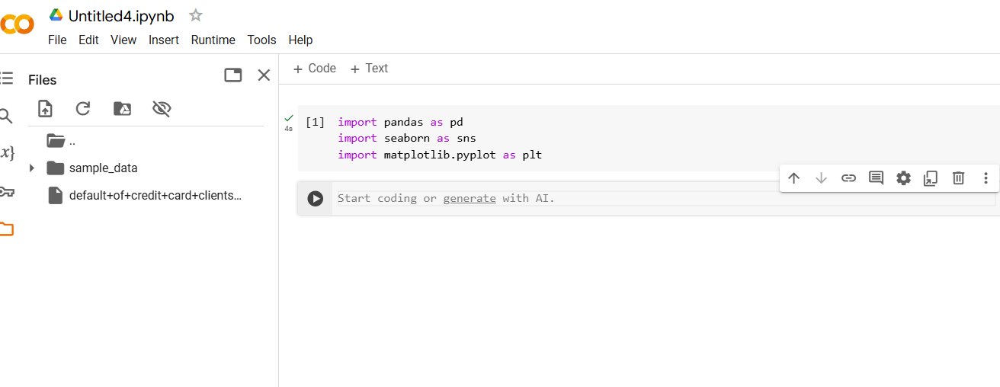 CO
Untitled4.ipynb
File Edit View Insert Runtime Tools Help
Files
+ Code + Text
..
sample_data
default+of+credit+card+clients...
{x}
4s
[1] import pandas as pd
import seaborn as sns
import matplotlib.pyplot as plt
Start coding or generate with AI.